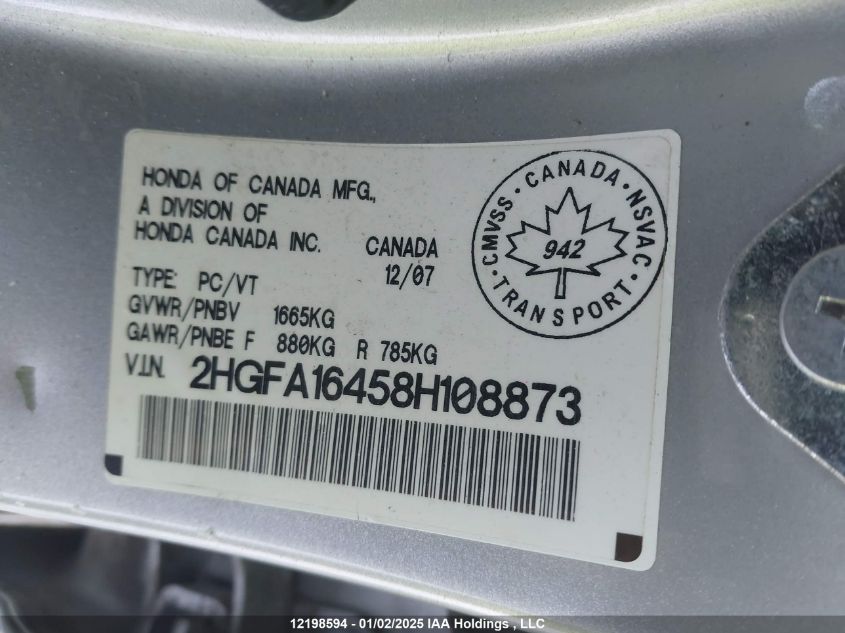 HONDA OF CANADA MFG.,
A DIVISION OF
HONDA CANADA INC. CANADA
TYPE: PC/VT 12/07
GVWR/PNBV 1665KG
GAWR/PNBE F 880KG R 785KG
V.I.N. 2HGFA16458H108873
CMVSS · CANADA · NSVAC
942
· TRANSPORT ·
12198594 - 01/02/2025 IAA Holdings , LLC